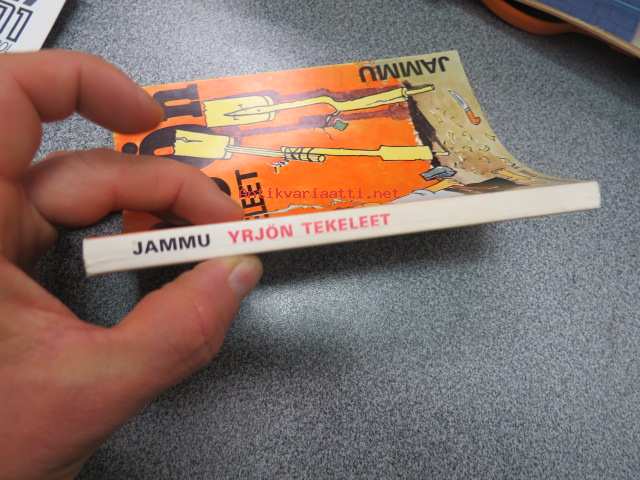 JAMMU YRJÖN TEKELEET
JAMMU
antikvariaatti.net